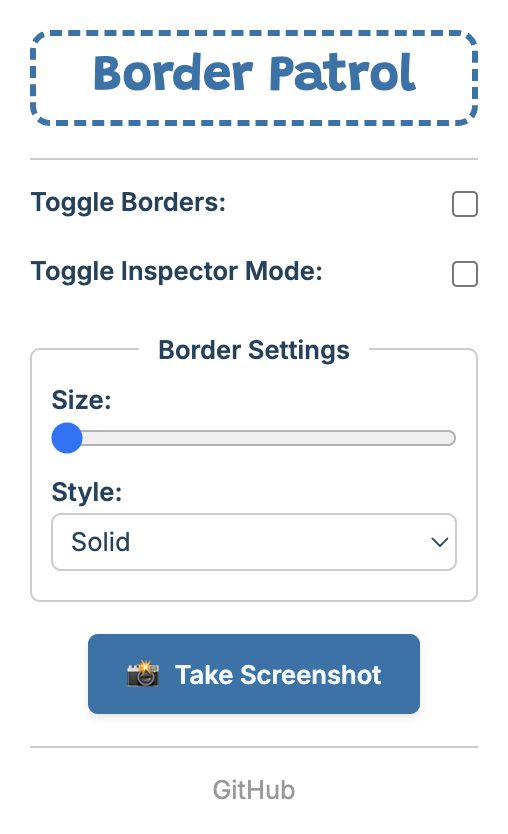 Border Patrol
Toggle Borders:
Toggle Inspector Mode:
Border Settings
Size:
Style:
Solid
Take Screenshot
GitHub